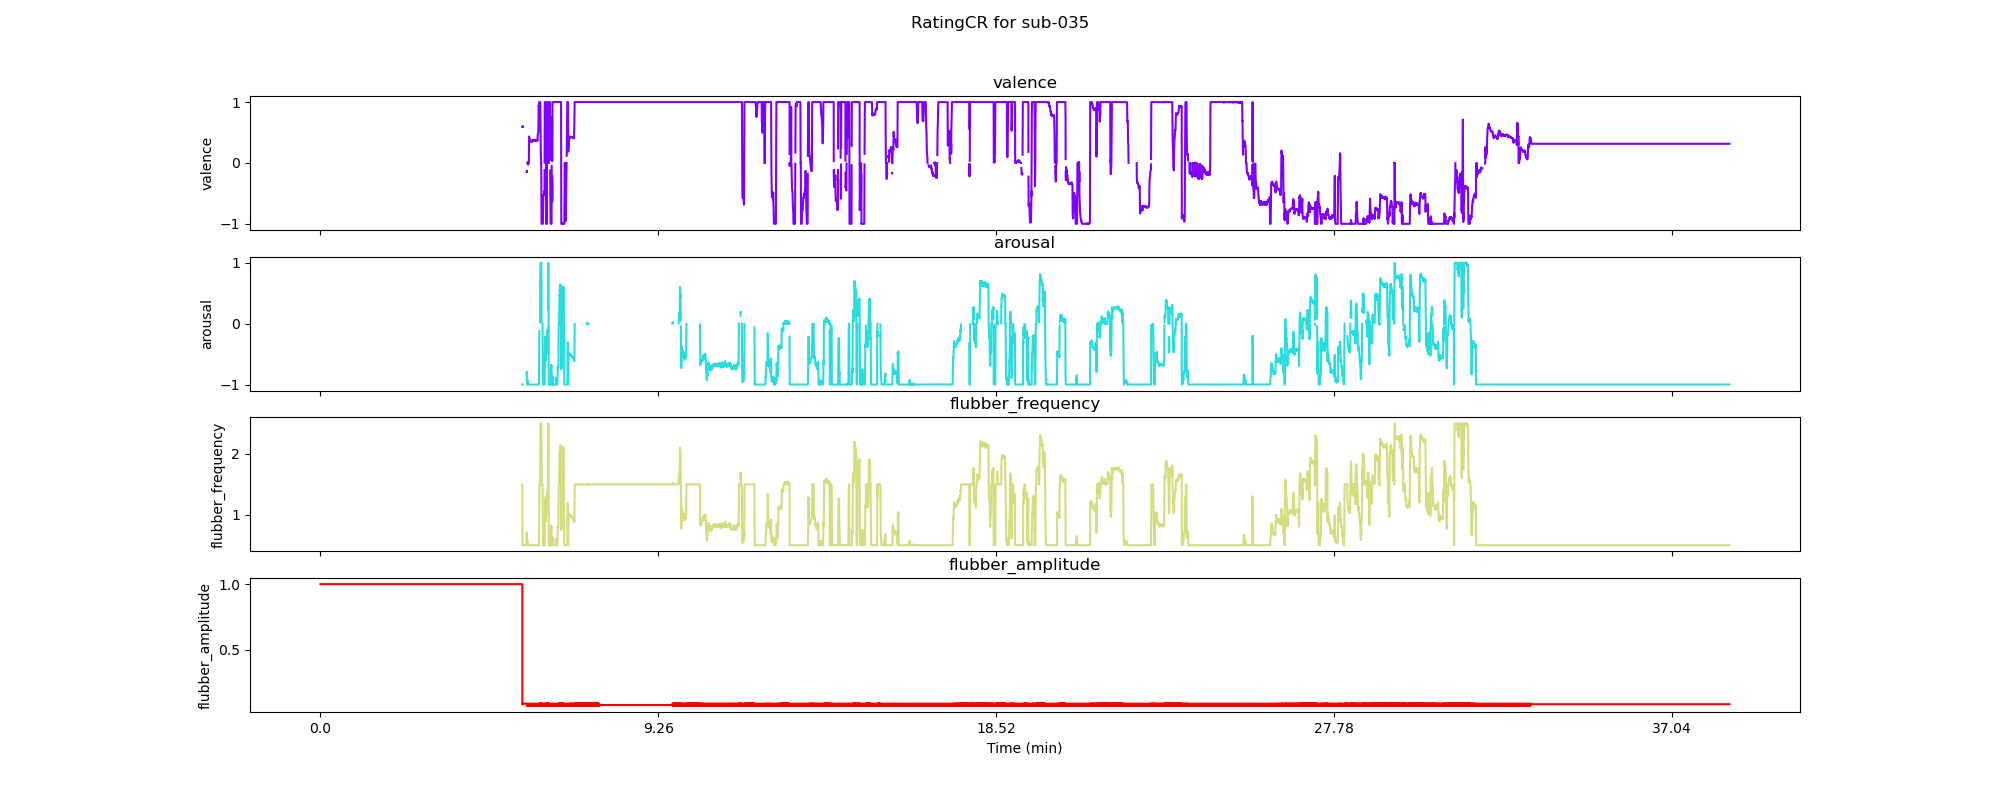 RatingCR for sub-035
valence
valence
1
0
−1
arousal
arousal
1
0
−1
flubber_frequency
flubber_frequency
2
1
flubber_amplitude
flubber_amplitude
1.0
0.5
0.0 9.26 18.52 27.78 37.04
Time (min)